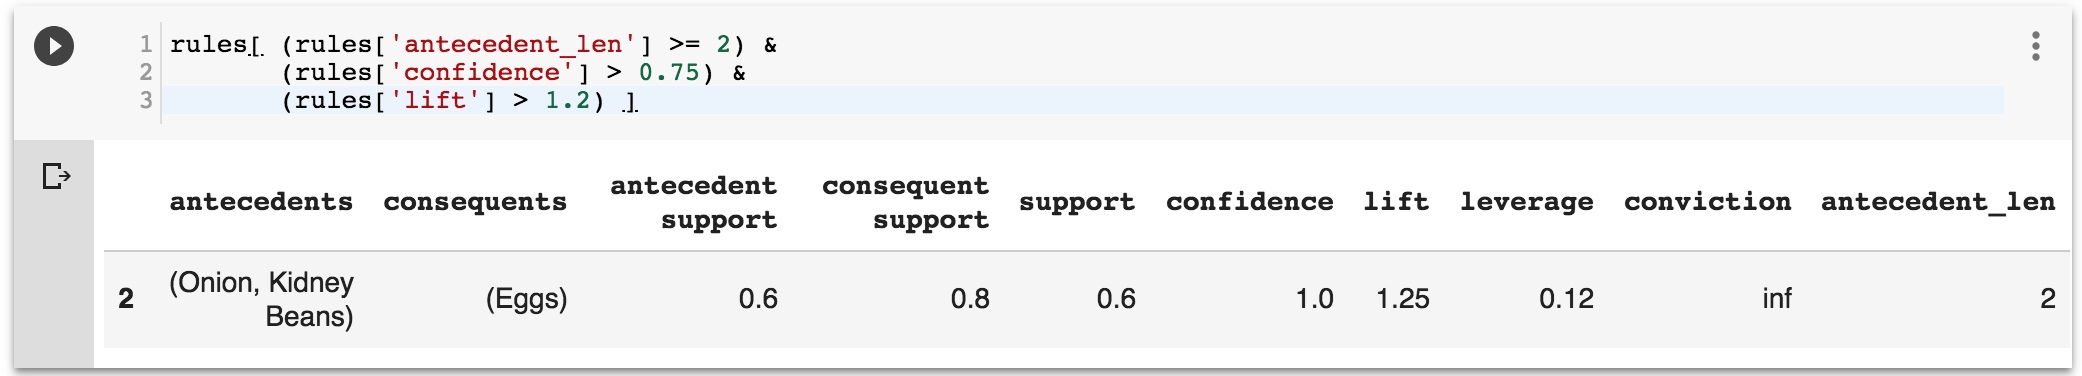 1 rules[ (rules['antecedent_len'] >= 2) &
2 (rules['confidence'] > 0.75) &
3 (rules['lift'] > 1.2) ]
antecedents consequents antecedent support consequent support support confidence lift leverage conviction antecedent_len
2 (Onion, Kidney Beans) (Eggs) 0.6 0.8 0.6 1.0 1.25 0.12 inf 2